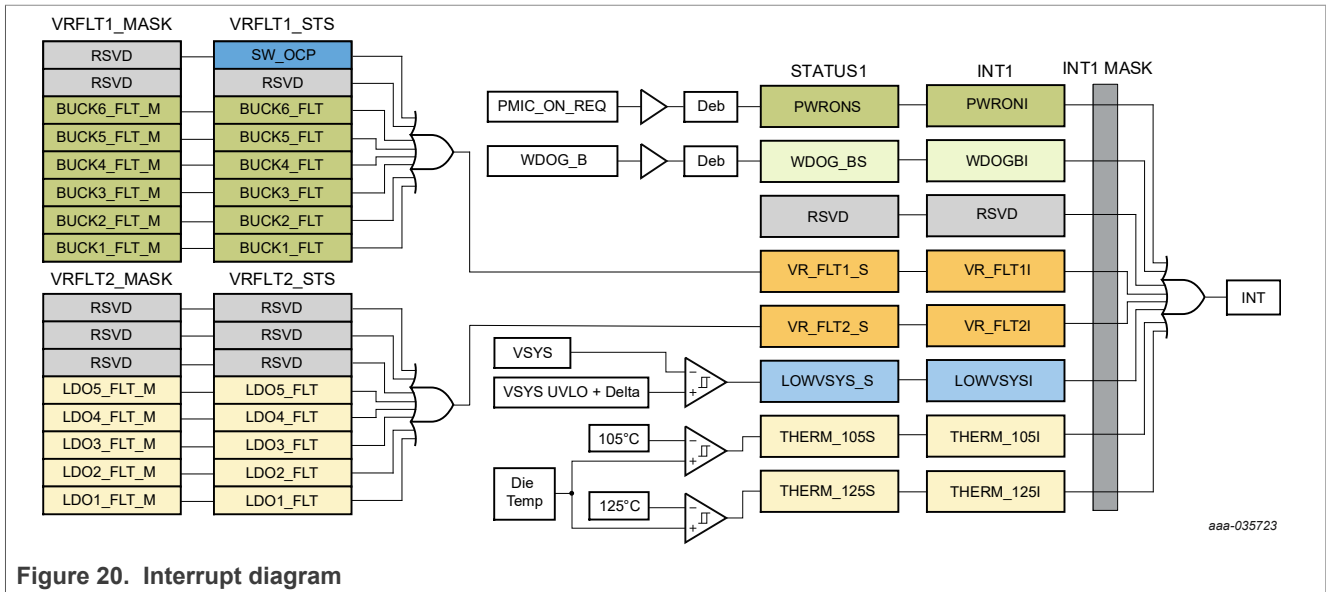 VRFLT1_MASK VRFLT1_STS
RSVD SW_OCP
RSVD RSVD
BUCK6_FLT_M BUCK6_FLT
BUCK5_FLT_M BUCK5_FLT
BUCK4_FLT_M BUCK4_FLT
BUCK3_FLT_M BUCK3_FLT
BUCK2_FLT_M BUCK2_FLT
BUCK1_FLT_M BUCK1_FLT
VRFLT2_MASK VRFLT2_STS
RSVD RSVD
RSVD RSVD
RSVD RSVD
LDO5_FLT_M LDO5_FLT
LDO4_FLT_M LDO4_FLT
LDO3_FLT_M LDO3_FLT
LDO2_FLT_M LDO2_FLT
LDO1_FLT_M LDO1_FLT
STATUS1 INT1 INT1 MASK
PMIC_ON_REQ Deb PWRONS PWRONI
WDOG_B Deb WDOG_BS WDOGBI
RSVD RSVD
VR_FLT1_S VR_FLT1I
INT
VR_FLT2_S VR_FLT2I
VSYS −
VSYS UVLO + Delta + LOWVSYS_S LOWVSYSI
105°C − + THERM_105S THERM_105I
Die
Temp
125°C − + THERM_125S THERM_125I
aaa-035723
Figure 20. Interrupt diagram